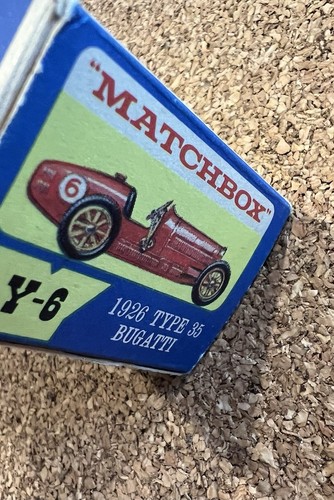 "MATCHBOX"
6
Y-6
1926 TYPE 35
BUGATTI